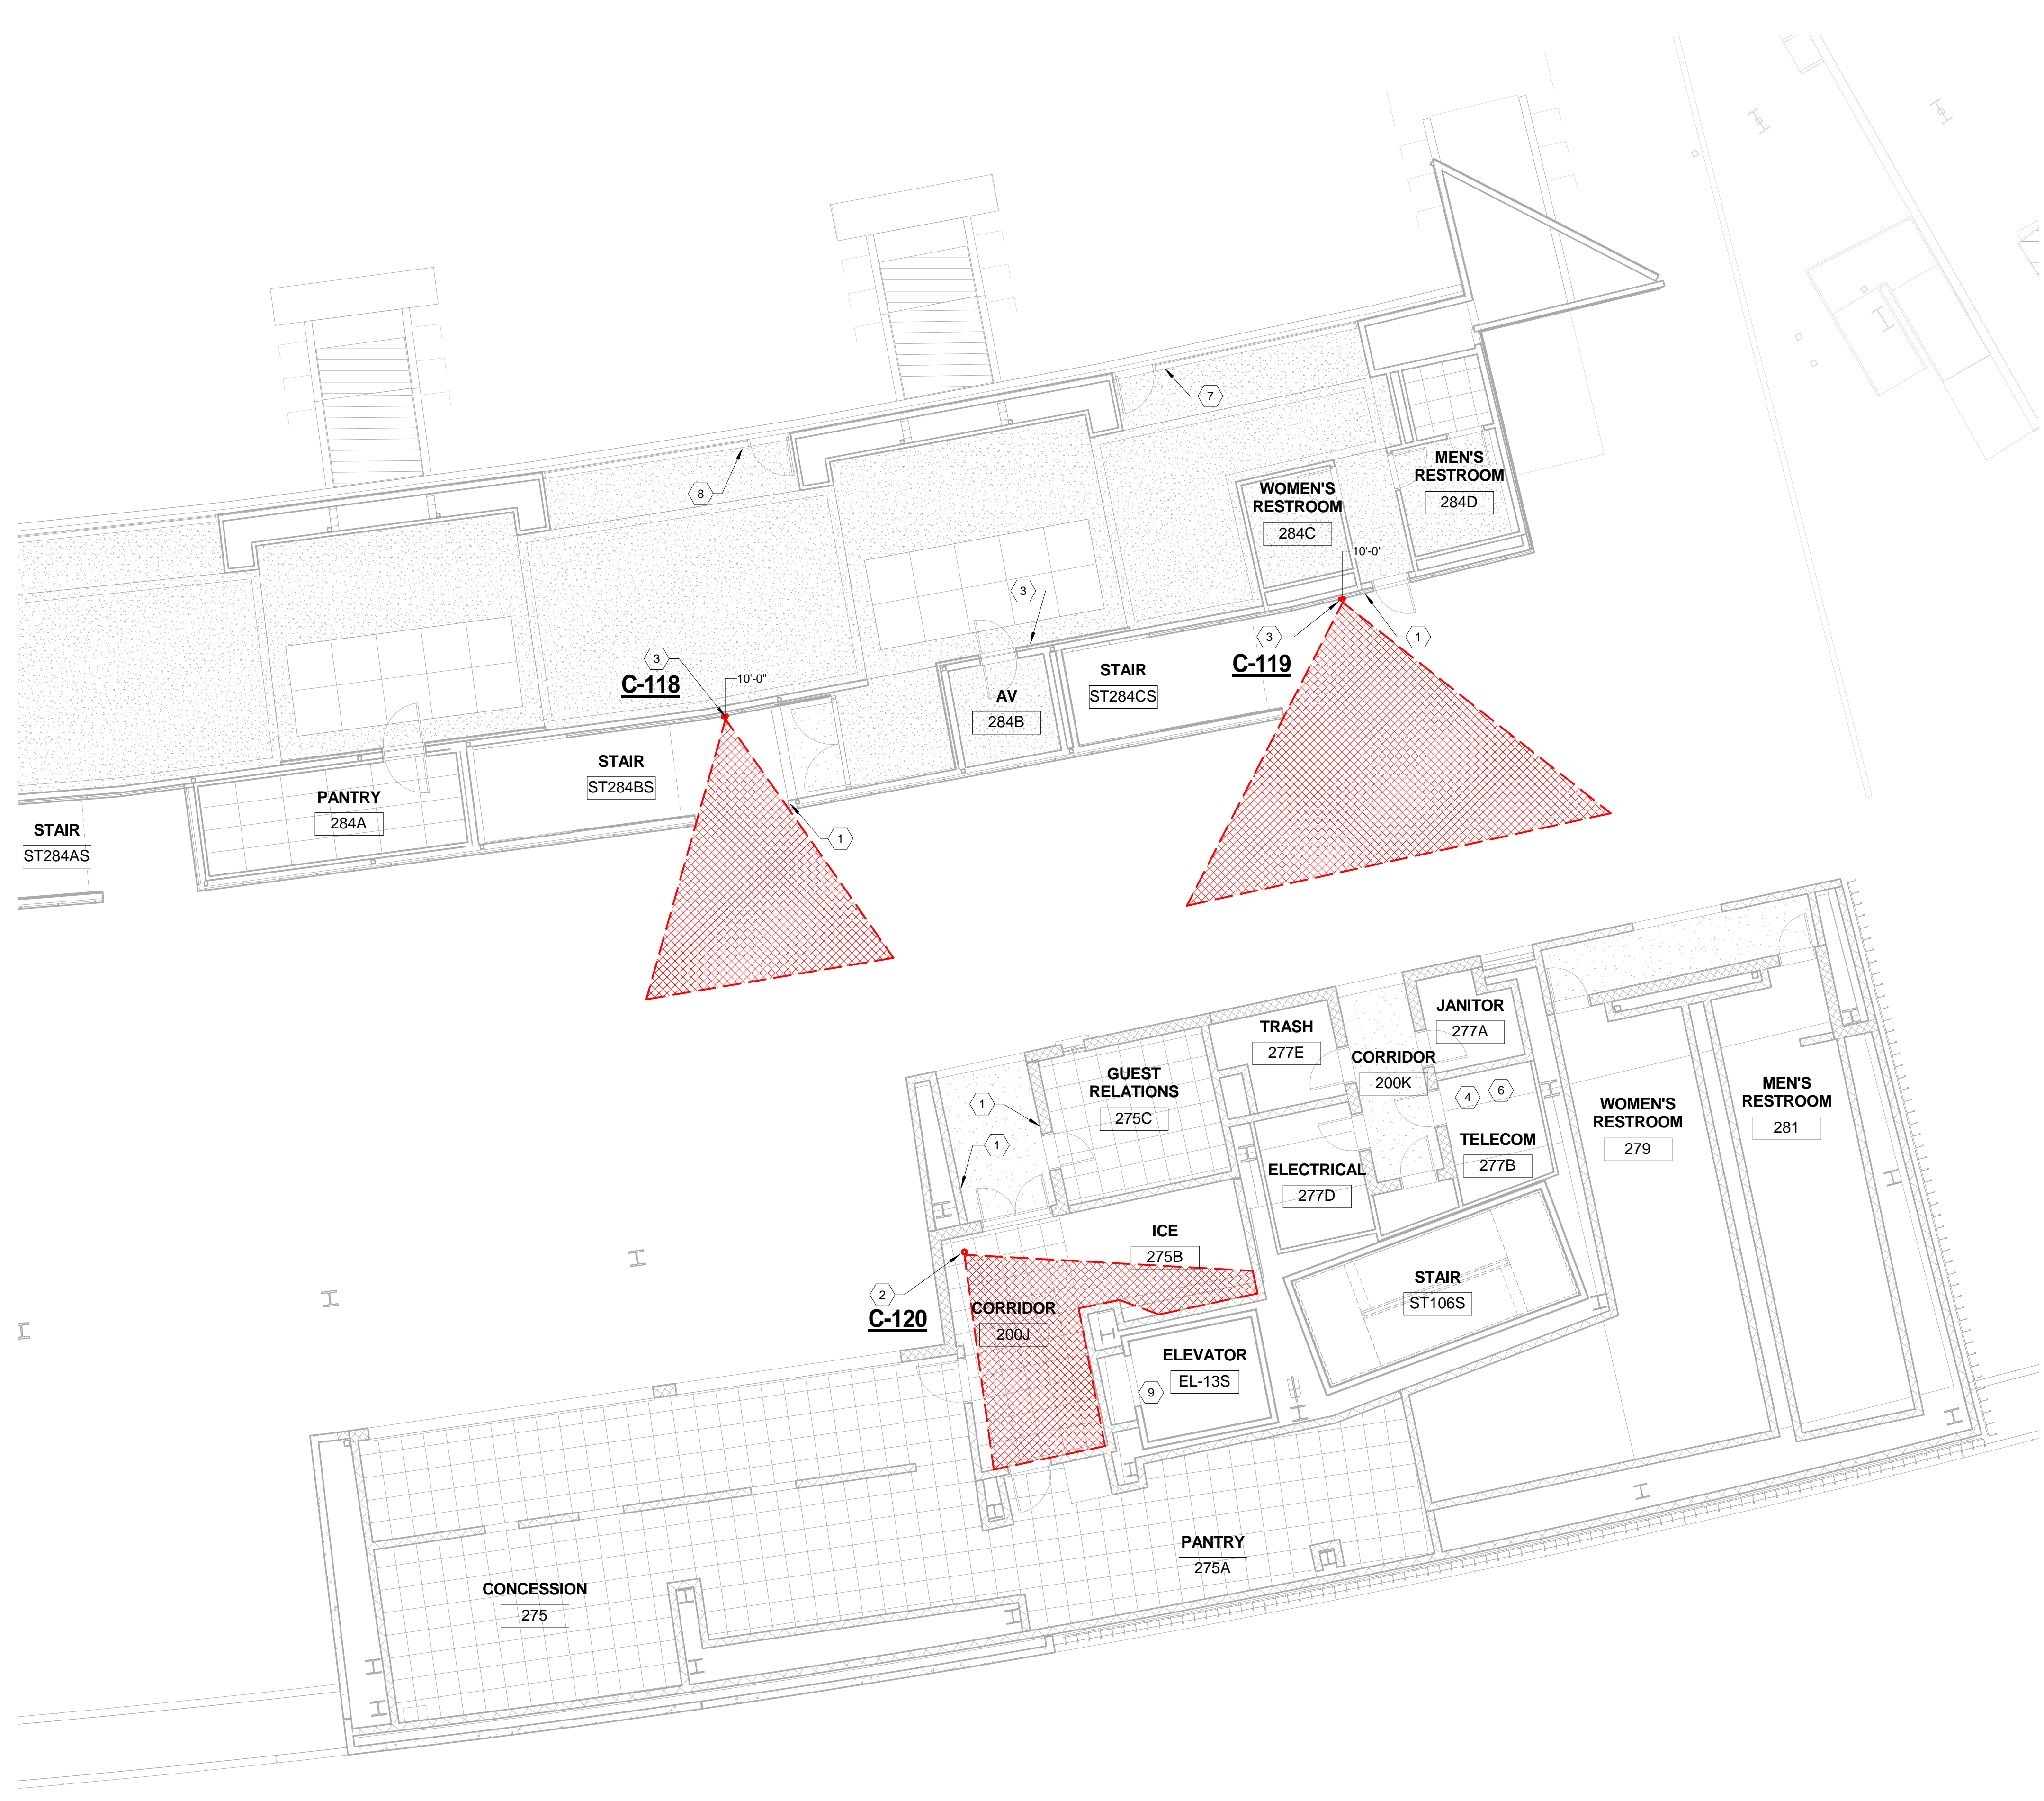 7
8
WOMEN'S
RESTROOM
284C
MEN'S
RESTROOM
284D
10'-0"
3
3
1
C-119
3
C-118
10'-0"
AV
284B
STAIR
ST284CS
STAIR
ST284BS
1
PANTRY
284A
STAIR
ST284AS
JANITOR
277A
TRASH
277E
CORRIDOR
200K
GUEST
RELATIONS
275C
1
1
4
6
TELECOM
277B
ELECTRICAL
277D
WOMEN'S
RESTROOM
279
MEN'S
RESTROOM
281
ICE
275B
2
C-120
CORRIDOR
200J
STAIR
ST106S
ELEVATOR
EL-13S
9
PANTRY
275A
CONCESSION
275